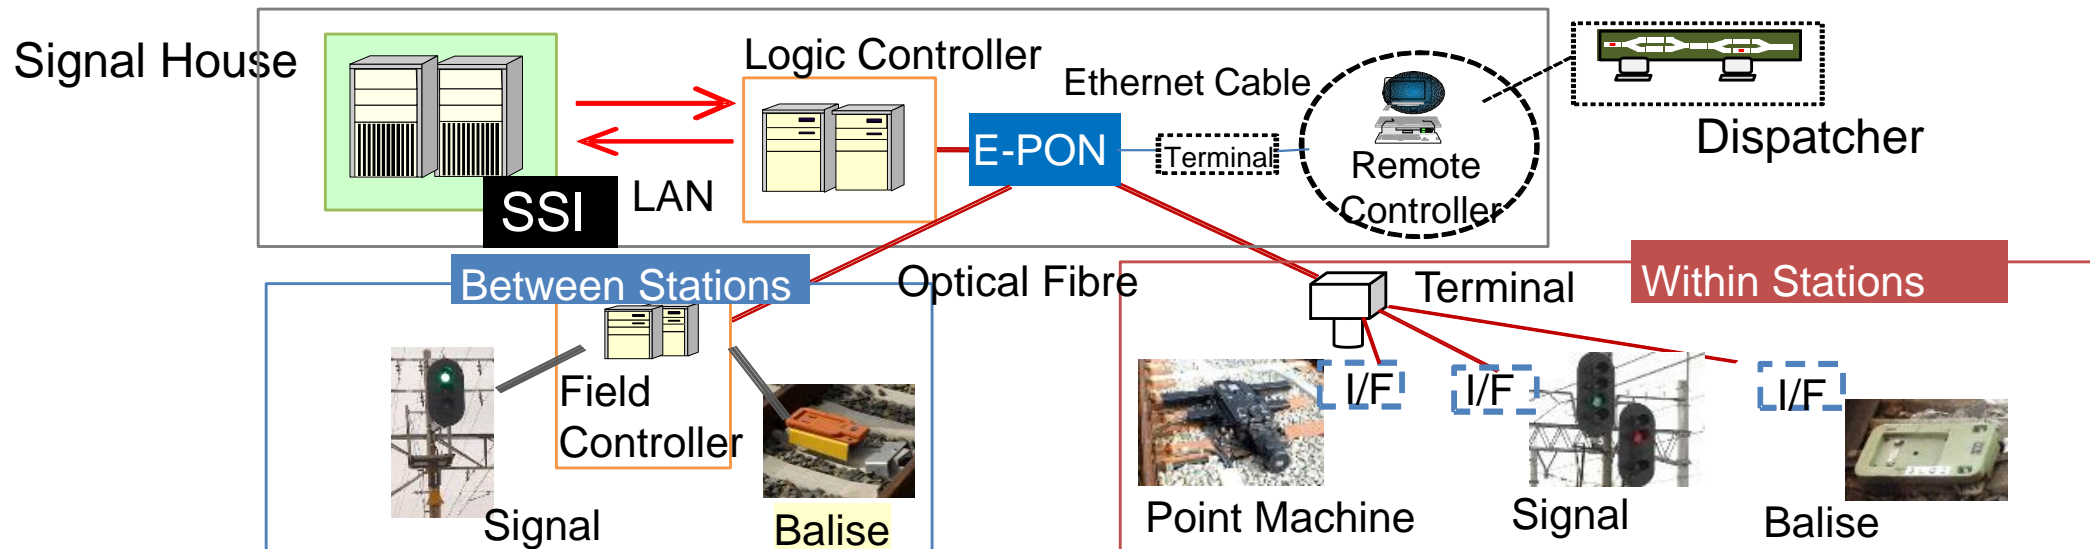 Signal House
Logic Controller
Ethernet Cable
Dispatcher
E-PON
Terminal
Remote
Controller
SSI
LAN
Between Stations
Optical Fibre
Terminal
Within Stations
Field
Controller
I/F
I/F
I/F
Signal
Balise
Point Machine
Signal
Balise